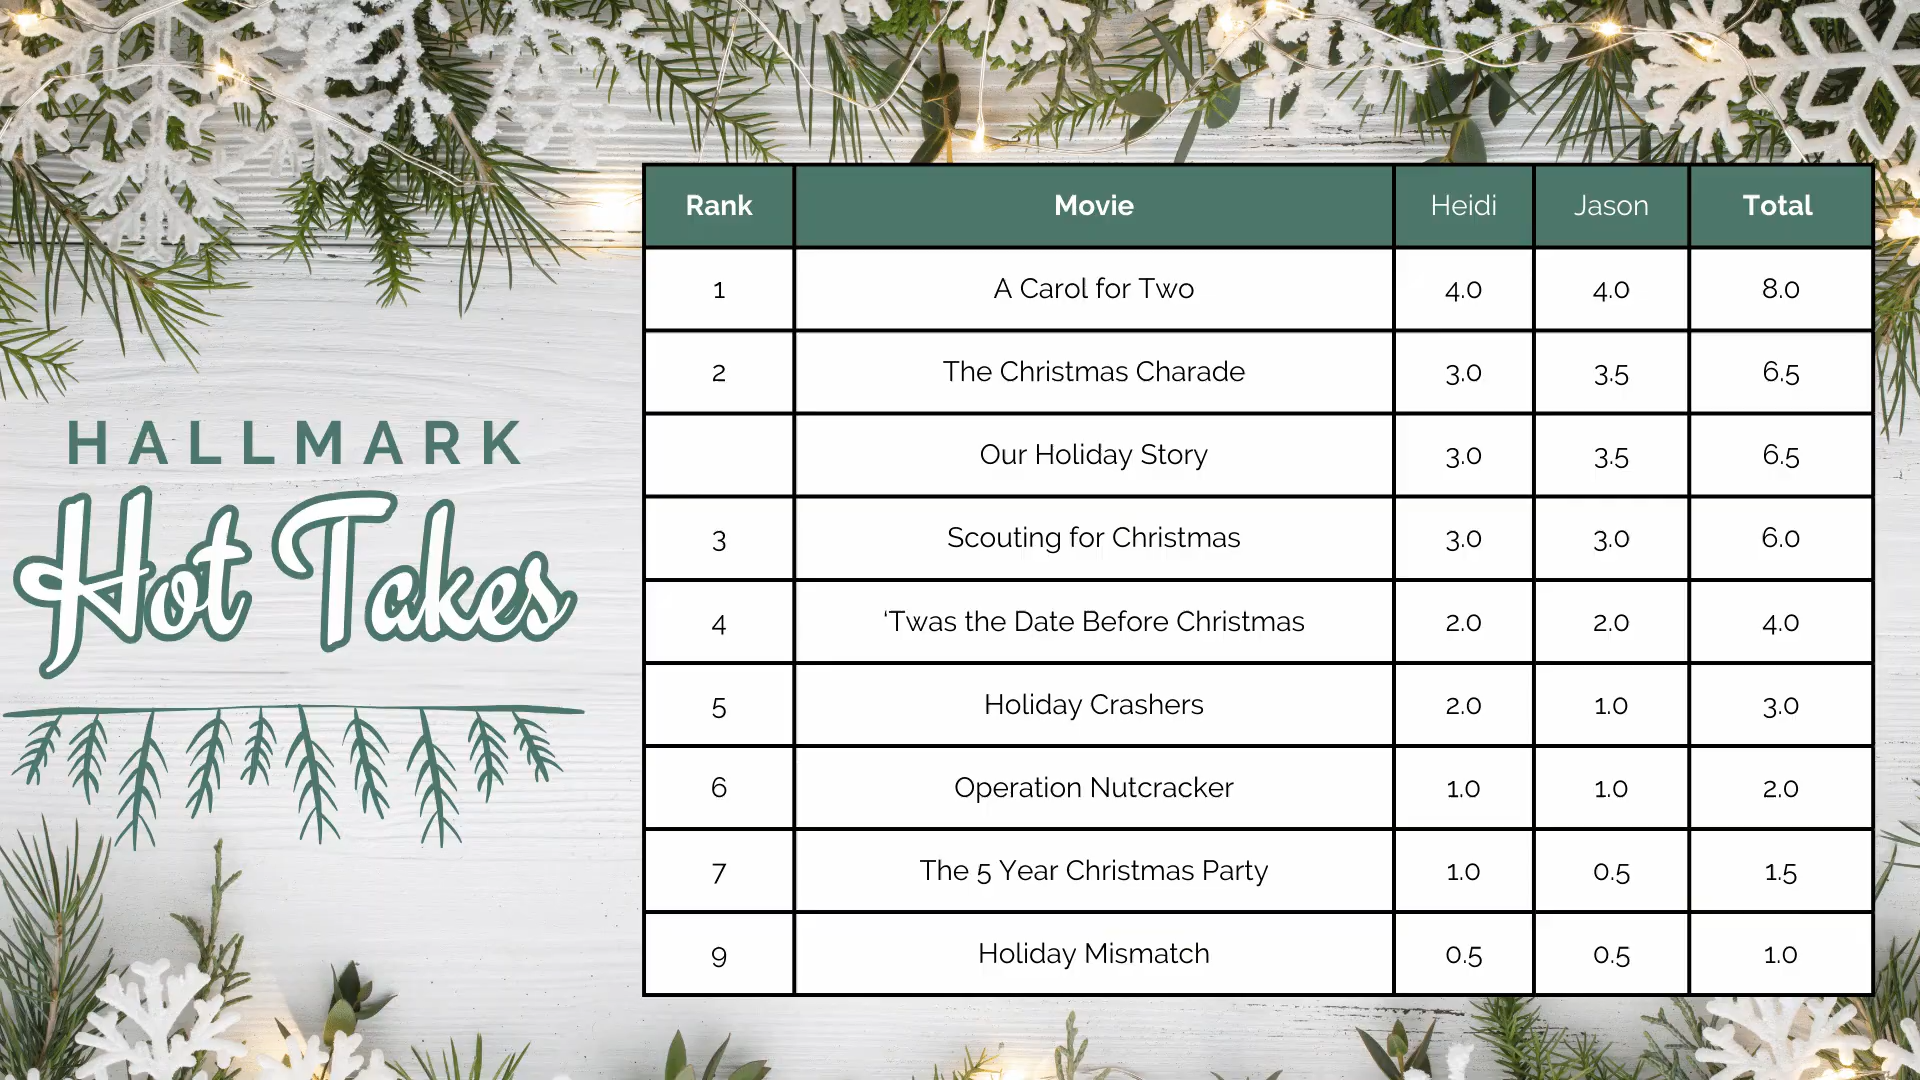 HALLMARK
Hot Takes
Rank Movie Heidi Jason Total
1 A Carol for Two 4.0 4.0 8.0
2 The Christmas Charade 3.0 3.5 6.5
Our Holiday Story 3.0 3.5 6.5
3 Scouting for Christmas 3.0 3.0 6.0
4 ‘Twas the Date Before Christmas 2.0 2.0 4.0
5 Holiday Crashers 2.0 1.0 3.0
6 Operation Nutcracker 1.0 1.0 2.0
7 The 5 Year Christmas Party 1.0 0.5 1.5
9 Holiday Mismatch 0.5 0.5 1.0